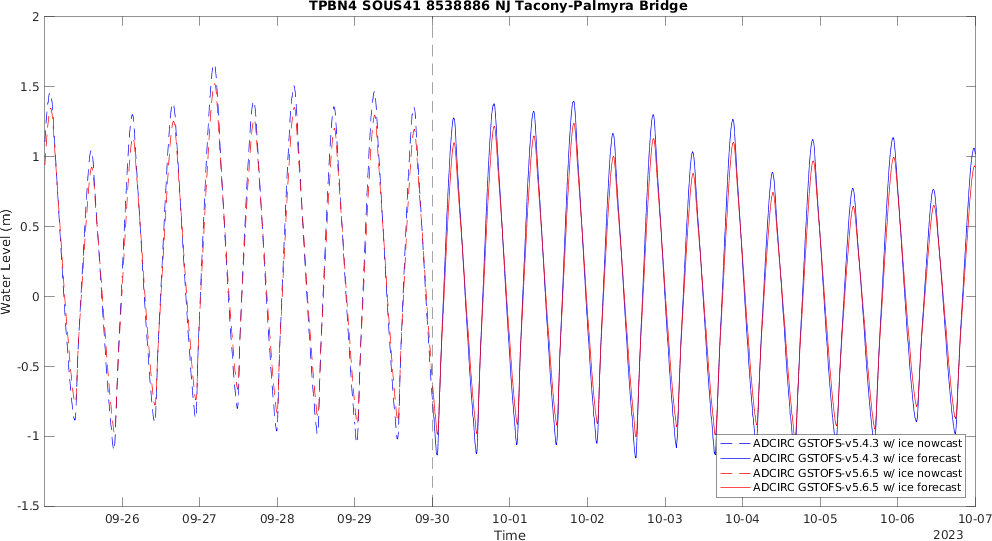 TPBN4 SOUS41 8538886 NJ Tacony-Palmyra Bridge
2
1.5
1
0.5
0
-0.5
-1
-1.5
Water Level (m)
09-26 09-27 09-28 09-29 09-30 10-01 10-02 10-03 10-04 10-05 10-06 10-07
Time
2023
ADCIRC GSTOFS-v5.4.3 w/ ice nowcast
ADCIRC GSTOFS-v5.4.3 w/ ice forecast
ADCIRC GSTOFS-v5.6.5 w/ ice nowcast
ADCIRC GSTOFS-v5.6.5 w/ ice forecast